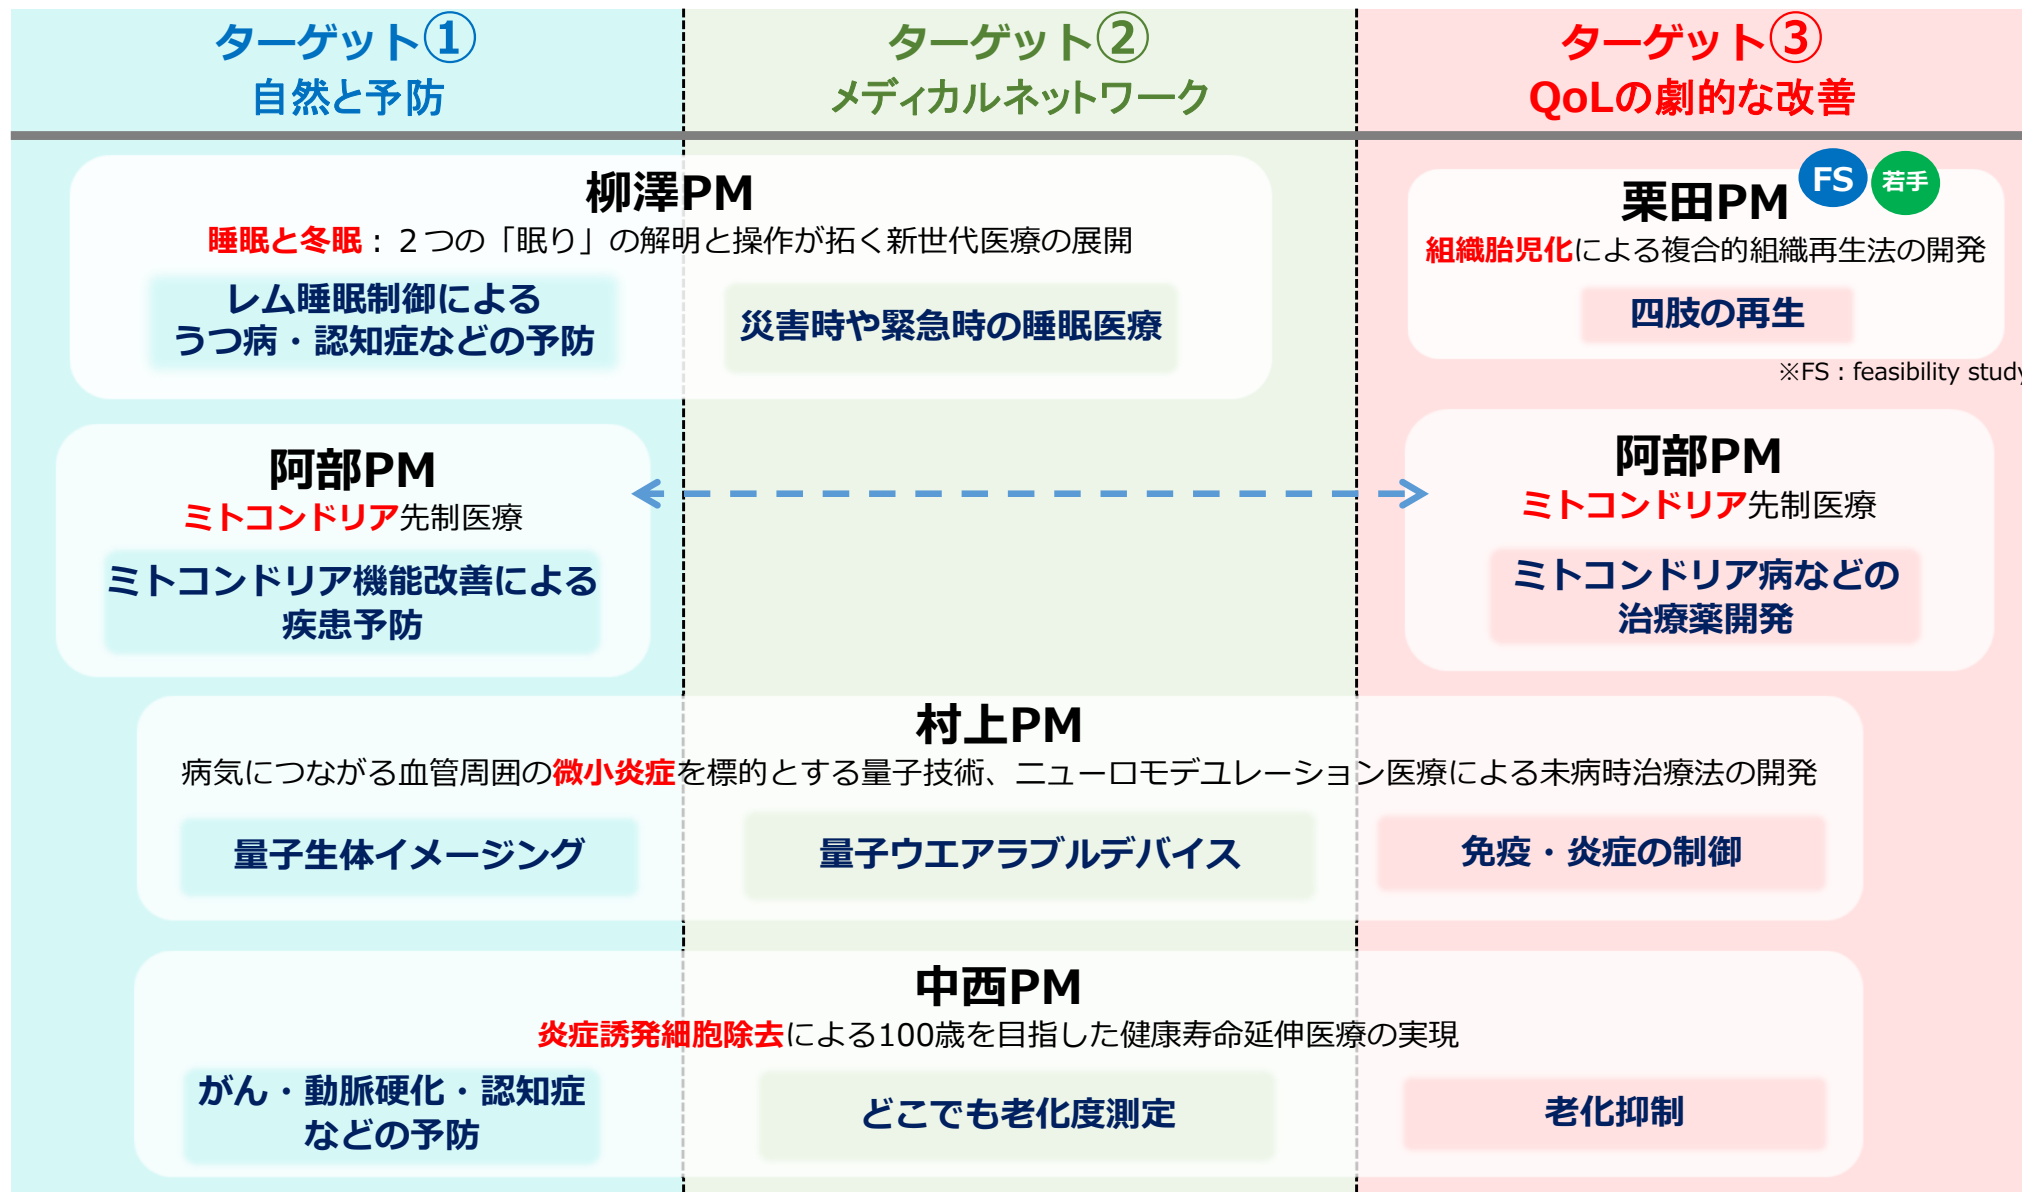 ターゲット①
自然と予防
ターゲット②
メディカルネットワーク
ターゲット③
QoLの劇的な改善
柳澤PM
睡眠と冬眠：２つの「眠り」の解明と操作が拓く新世代医療の展開
レム睡眠制御による
うつ病・認知症などの予防
災害時や緊急時の睡眠医療
FS
若手
栗田PM
組織胎児化による複合的組織再生法の開発
四肢の再生
※FS：feasibility study
阿部PM
ミトコンドリア先制医療
ミトコンドリア機能改善による
疾患予防
阿部PM
ミトコンドリア先制医療
ミトコンドリア病などの
治療薬開発
村上PM
病気につながる血管周囲の微小炎症を標的とする量子技術、ニューロモデユレーション医療による未病時治療法の開発
量子生体イメージング
量子ウエアラブルデバイス
免疫・炎症の制御
中西PM
炎症誘発細胞除去による100歳を目指した健康寿命延伸医療の実現
がん・動脈硬化・認知症
などの予防
どこでも老化度測定
老化抑制